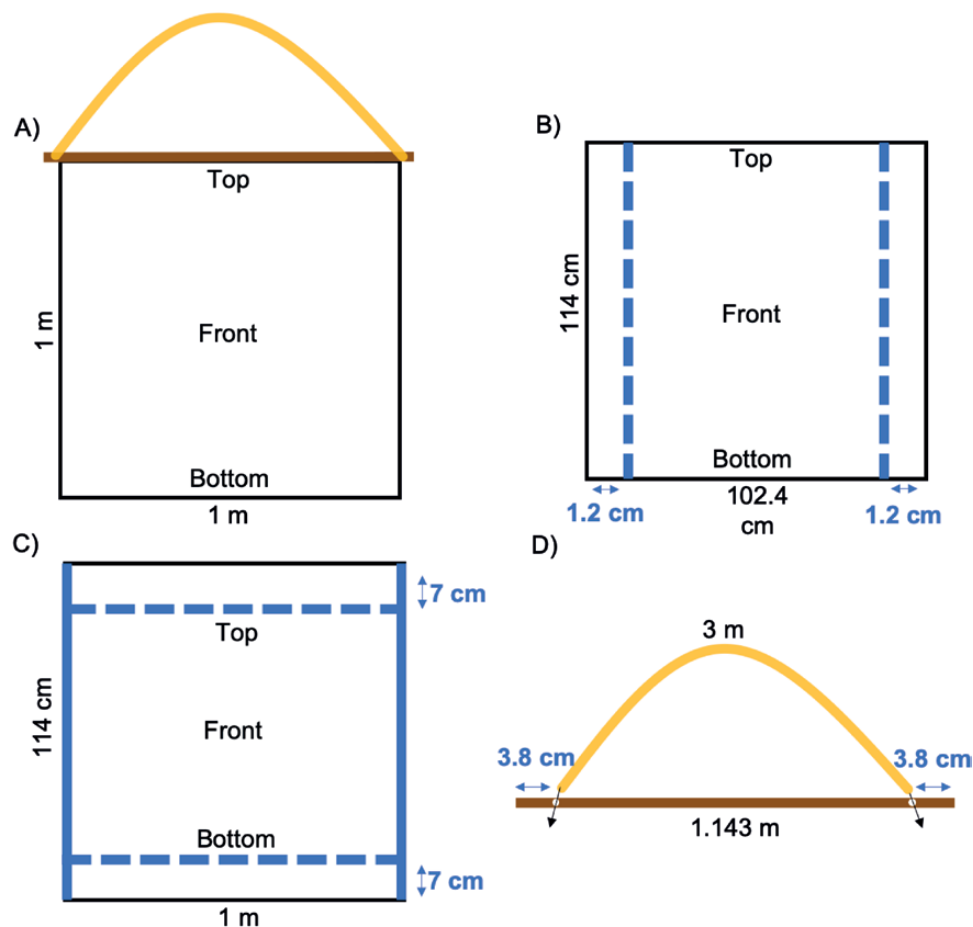 A)
Top
1 m
Front
Bottom
1 m
B)
Top
114 cm
Front
Bottom
1.2 cm
102.4
cm
1.2 cm
C)
7 cm
Top
114 cm
Front
Bottom
7 cm
1 m
D)
3 m
3.8 cm
3.8 cm
1.143 m